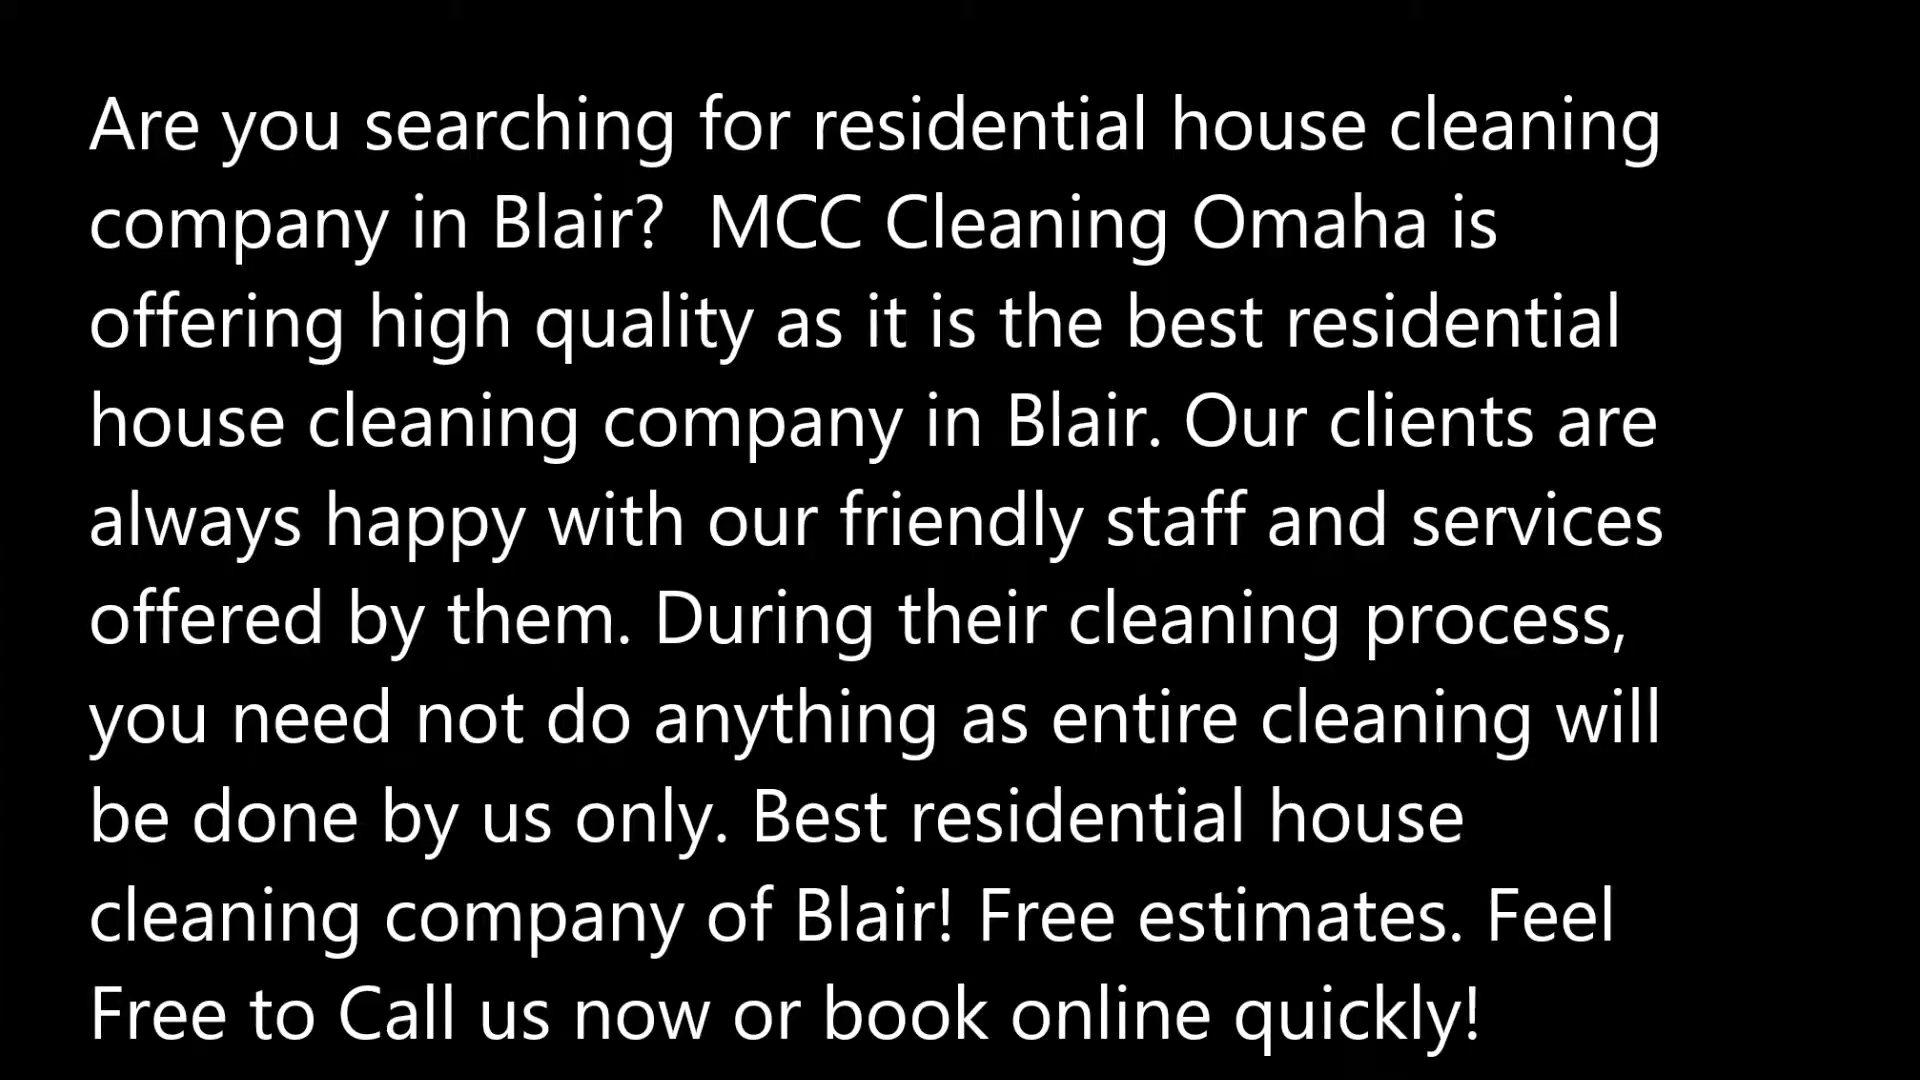 Are you searching for residential house cleaning
company in Blair?  MCC Cleaning Omaha is
offering high quality as it is the best residential
house cleaning company in Blair. Our clients are
always happy with our friendly staff and services
offered by them. During their cleaning process,
you need not do anything as entire cleaning will
be done by us only. Best residential house
cleaning company of Blair! Free estimates. Feel
Free to Call us now or book online quickly!